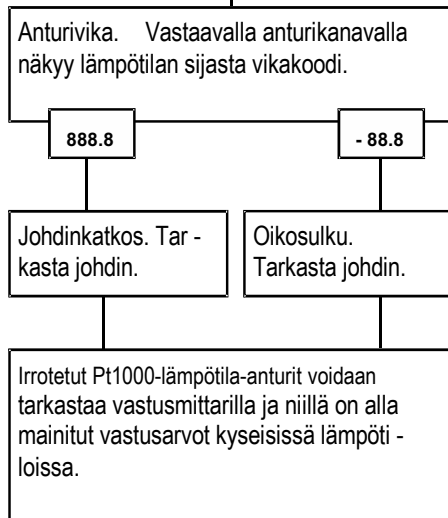 Anturivika. Vastaavalla anturikanavalla
näkyy lämpötilan sijasta vikakoodi.
888.8
- 88.8
Johdinkatkos. Tar -
kasta johdin.
Oikosulku.
Tarkasta johdin.
Irrotetut Pt1000-lämpötila-anturit voidaan
tarkastaa vastusmittarilla ja niillä on alla
mainitut vastusarvot kyseisissä lämpöti -
loissa.